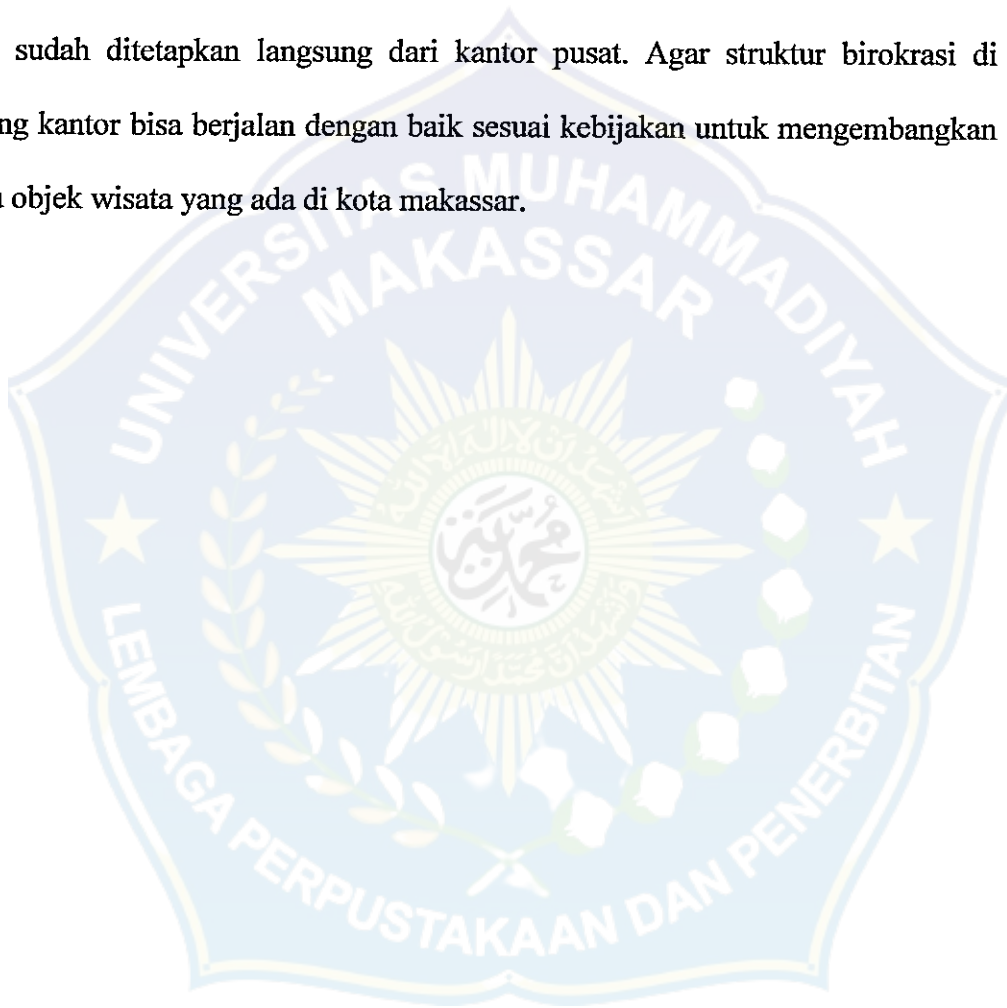 sudah ditetapkan langsung dari kantor pusat. Agar struktur birokrasi di
kantor bisa berjalan dengan baik sesuai kebijakan untuk mengembangkan
objek wisata yang ada di kota makassar.
UNIVERSITAS MUHAMMADIYAH
MAKASSAR
LEMBAGA PERPUSTAKAAN DAN PENERBITAN